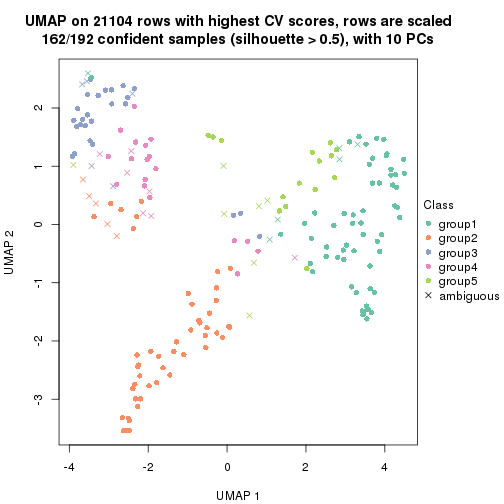 UMAP on 21104 rows with highest CV scores, rows are scaled
162/192 confident samples (silhouette > 0.5), with 10 PCs
2
1
0
-1
-2
-3
UMAP 2
-4
-2
0
2
4
UMAP 1
Class
group1
group2
group3
group4
group5
ambiguous